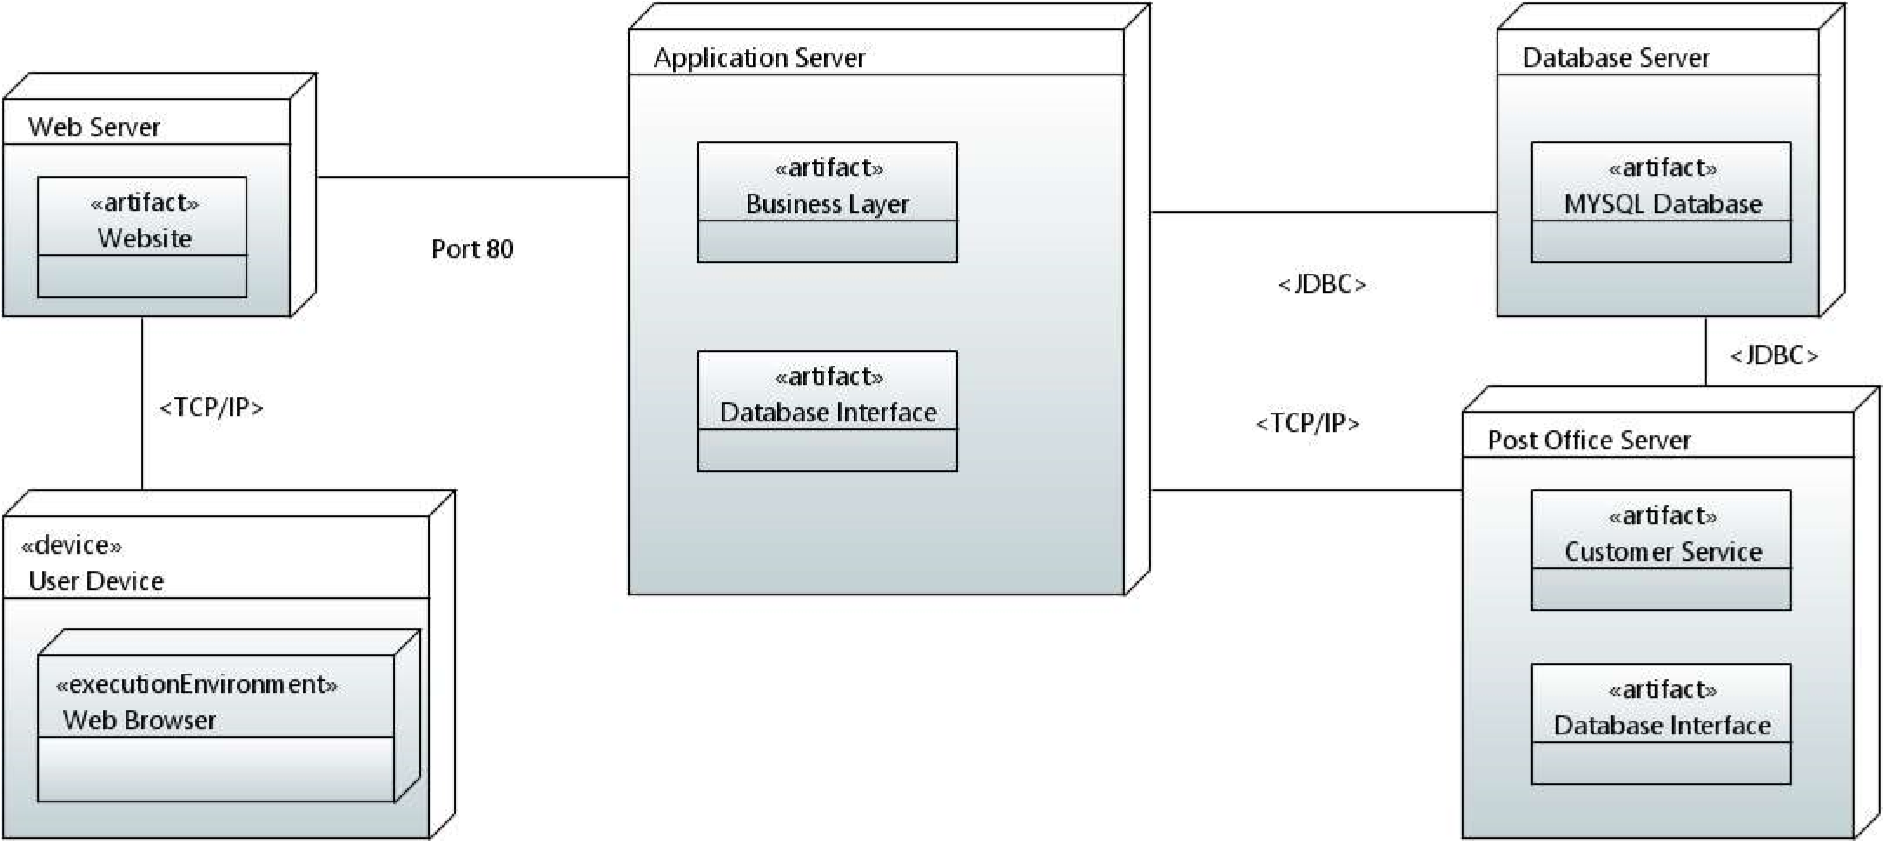 Application Server
Database Server
Web Server
«artifact»
Business Layer
«artifact»
MYSQL Database
«artifact»
Website
Port 80
<JDBC>
<JDBC>
«artifact»
Database Interface
<TCP/IP>
<TCP/IP>
Post Office Server
«artifact»
Customer Service
«device»
User Device
«executionEnvironment»
Web Browser
«artifact»
Database Interface